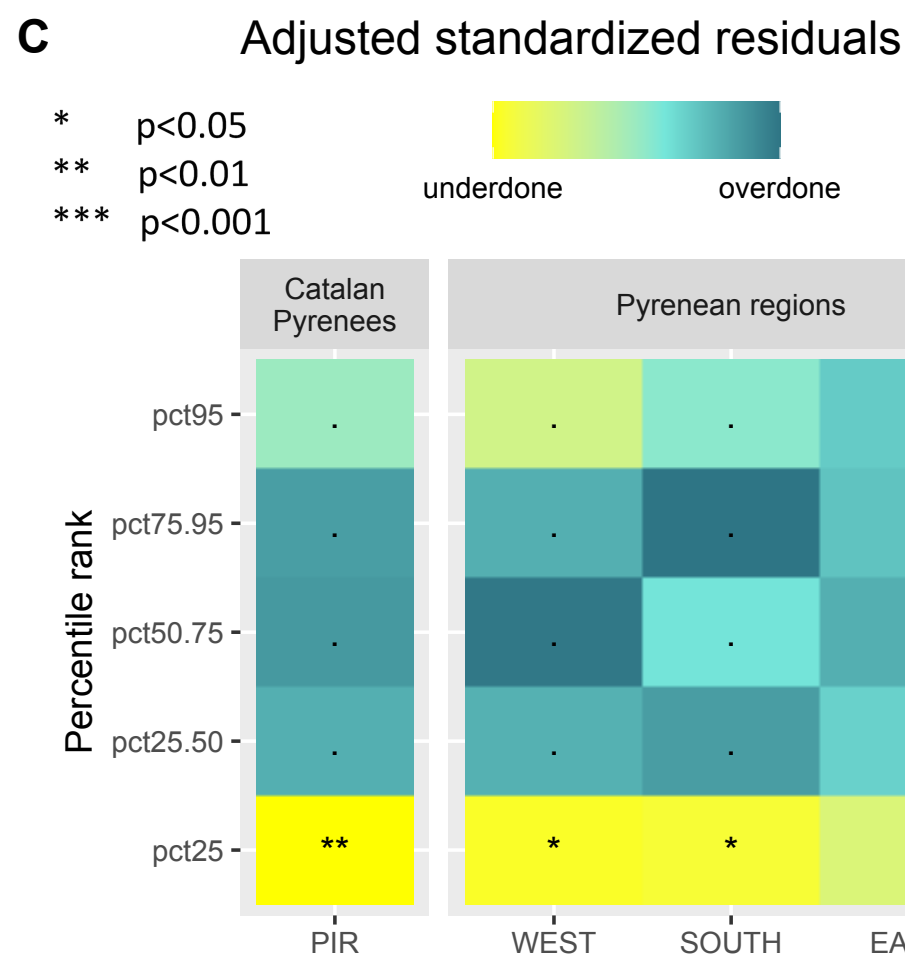 C Adjusted standardized residuals
* p<0.05
** p<0.01
*** p<0.001
underdone overdone
Catalan
Pyrenees
Pyrenean regions
Percentile rank
pct95 . . .
pct75.95 . . .
pct50.75 . . .
pct25.50 . . .
pct25 ** * *
PIR WEST SOUTH EA